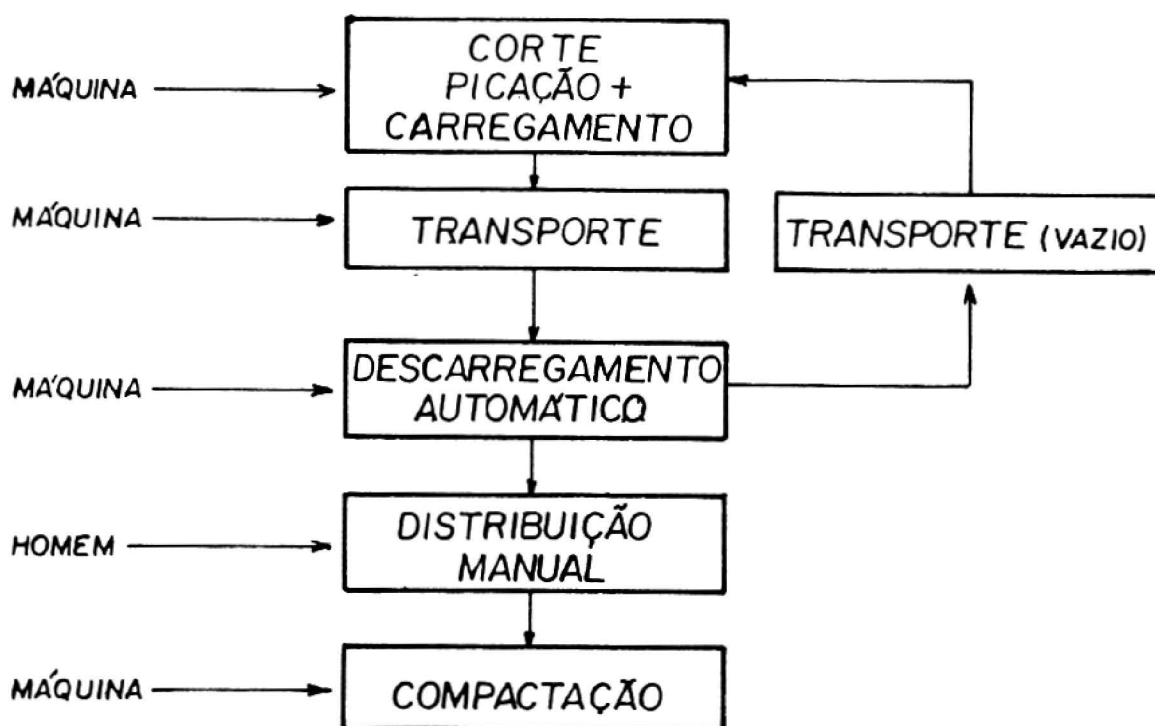 CORTE
PICAÇÃO +
CARREGAMENTO
MÁQUINA
MÁQUINA
TRANSPORTE
TRANSPORTE (VAZIO)
DESCARREGAMENTO
AUTOMÁTICO
MÁQUINA
DISTRIBUIÇÃO
MANUAL
HOMEM
MÁQUINA
COMPACTAÇÃO